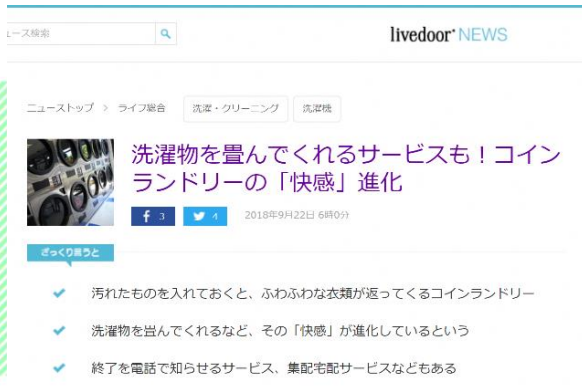 ュース検索
livedoor NEWS
ニューストップ > ライフ総合 洗濯・クリーニング 洗濯機
洗濯物を畳んでくれるサービスも！コイン
ランドリーの「快感」進化
f 3 4 2018年9月22日 6時0分
ざっくり言うと
汚れたものを入れておくと、ふわふわな衣類が返ってくるコインランドリー
洗濯物を畳んでくれるなど、その「快感」が進化しているという
終了を電話で知らせるサービス、集配宅配サービスなどもある